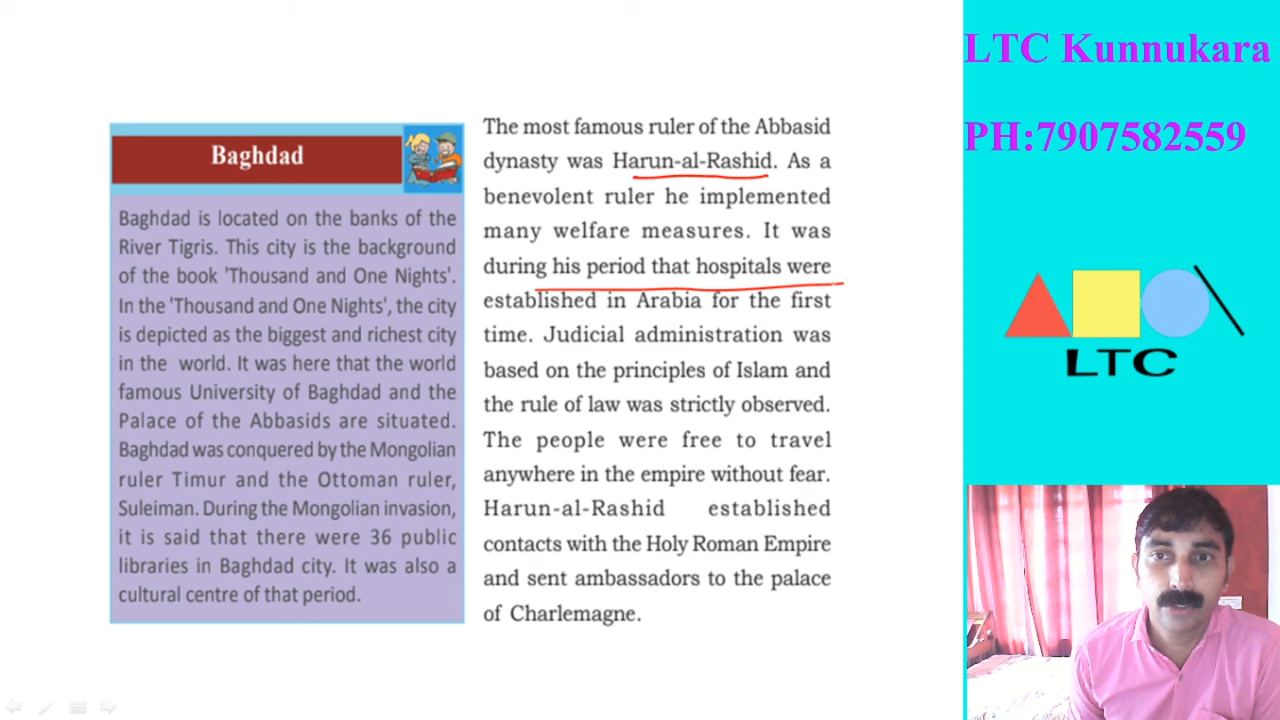 Baghdad
Baghdad is located on the banks of the
River Tigris. This city is the background
of the book 'Thousand and One Nights'.
In the 'Thousand and One Nights', the city
is depicted as the biggest and richest city
in the world. It was here that the world
famous University of Baghdad and the
Palace of the Abbasids are situated.
Baghdad was conquered by the Mongolian
ruler Timur and the Ottoman ruler,
Suleiman. During the Mongolian invasion,
it is said that there were 36 public
libraries in Baghdad city. It was also a
cultural centre of that period.
The most famous ruler of the Abbasid
dynasty was Harun-al-Rashid. As a
benevolent ruler he implemented
many welfare measures. It was
during his period that hospitals were
established in Arabia for the first
time. Judicial administration was
based on the principles of Islam and
the rule of law was strictly observed.
The people were free to travel
anywhere in the empire without fear.
Harun-al-Rashid established
contacts with the Holy Roman Empire
and sent ambassadors to the palace
of Charlemagne.
LTC Kunnukara
PH:7907582559
LTC